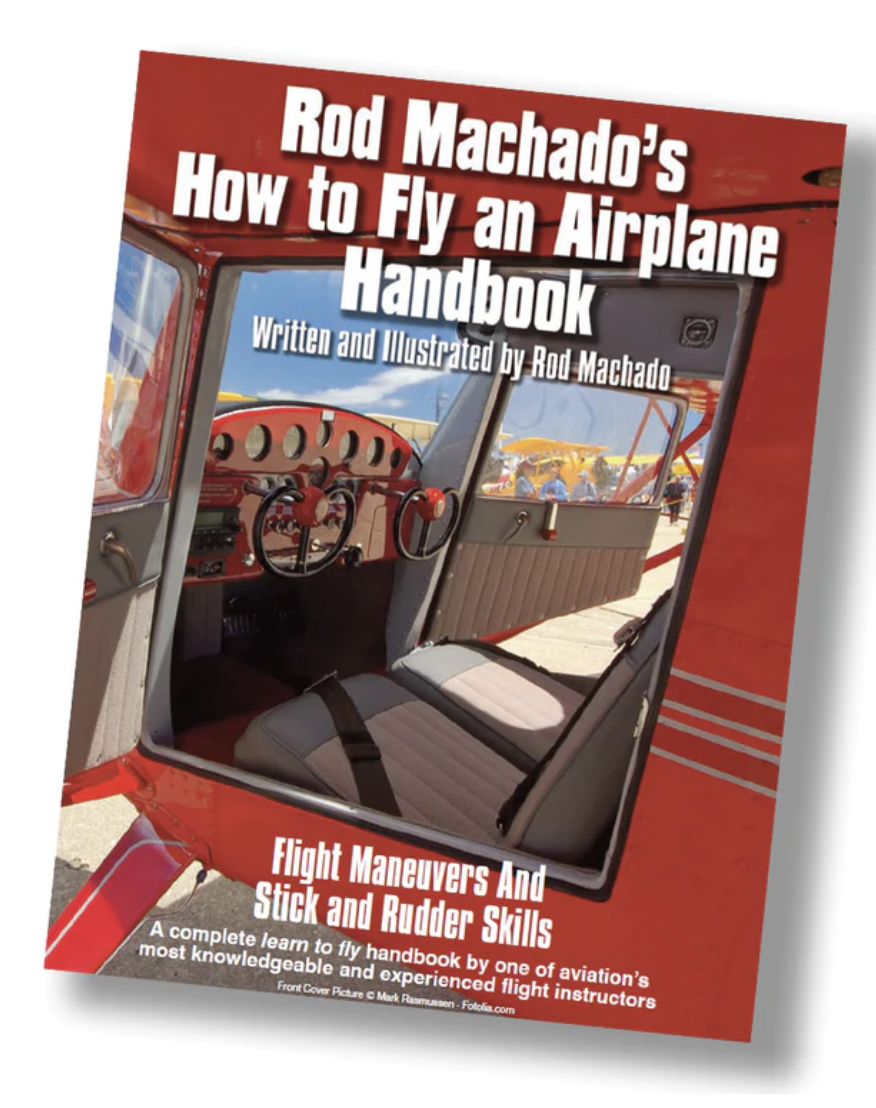 Rod Machado's
How to Fly an Airplane
Handbook
Written and Illustrated by Rod Machado
Flight Maneuvers And
Stick and Rudder Skills
A complete learn to fly handbook by one of aviation's
most knowledgeable and experienced flight instructors
Front Cover Picture © Mark Rasmussen - Fotolia.com